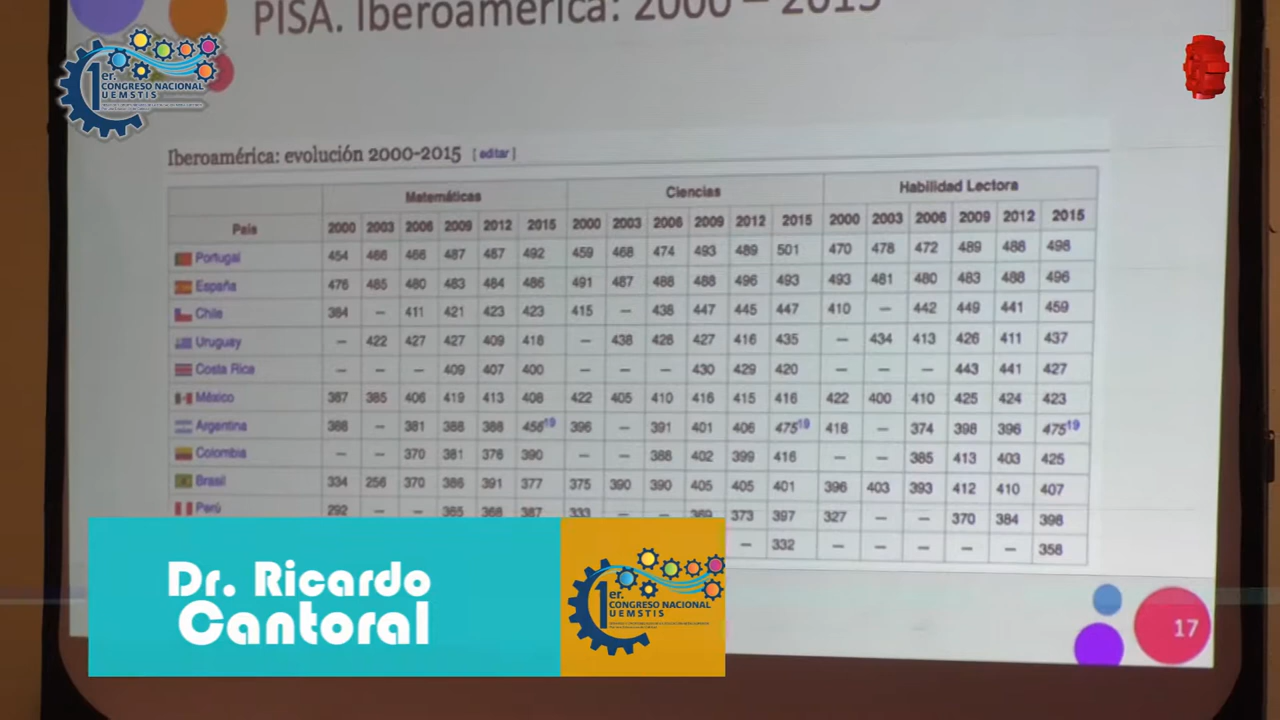 PISA. Iberoamérica: 2000 – 2015
1er.
CONGRESO NACIONAL
UEMSTIS
Iberoamérica: evolución 2000-2015 [ editar ]
País Matemáticas Ciencias Habilidad Lectora
2000 2003 2006 2009 2012 2015 2000 2003 2006 2009 2012 2015 2000 2003 2006 2009 2012 2015
Portugal 454 466 466 487 487 492 459 468 474 493 489 501 470 478 472 489 488 498
España 476 485 480 483 484 486 491 487 488 488 496 493 493 481 480 483 488 496
Chile 384 – 411 421 423 423 415 – 438 447 445 447 410 – 442 449 441 459
Uruguay – 422 427 427 409 418 – 438 428 427 416 435 – 434 413 426 411 437
Costa Rica – – – 409 407 400 – – – 430 429 420 – – – 443 441 427
México 387 385 406 419 413 408 422 405 410 416 415 416 422 400 410 425 424 423
Argentina 388 – 381 388 388 456¹⁹ 396 – 391 401 406 475¹⁹ 418 – 374 398 396 475¹⁹
Colombia – – 370 381 376 390 – – 388 402 399 416 – – 385 413 403 425
Brasil 334 256 370 386 391 377 375 390 390 405 405 401 396 403 393 412 410 407
Perú 292 – – 365 368 387 333 – – 369 373 397 327 – – 370 384 398
– 332 – – – – – 358
Dr. Ricardo
Cantoral
1er.
CONGRESO NACIONAL
UEMSTIS
17